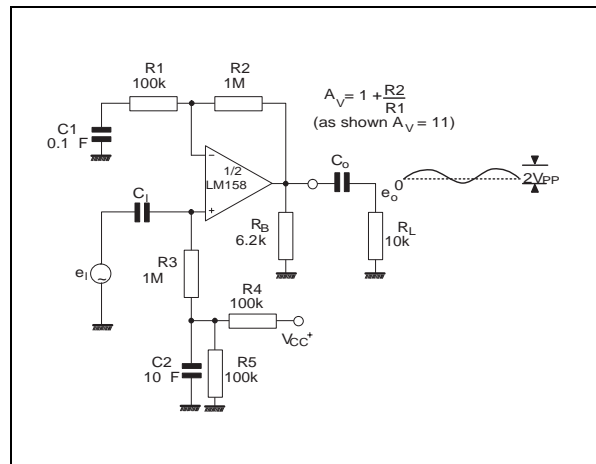 R1
100k
R2
1M
A_V = 1 + R2/R1
(as shown A_V = 11)
C1
0.1 F
1/2
LM158
C_I
C_o
e_o
0
2V_PP
R_B
6.2k
R_L
10k
R3
1M
e_I
R4
100k
V_CC+
C2
10 F
R5
100k